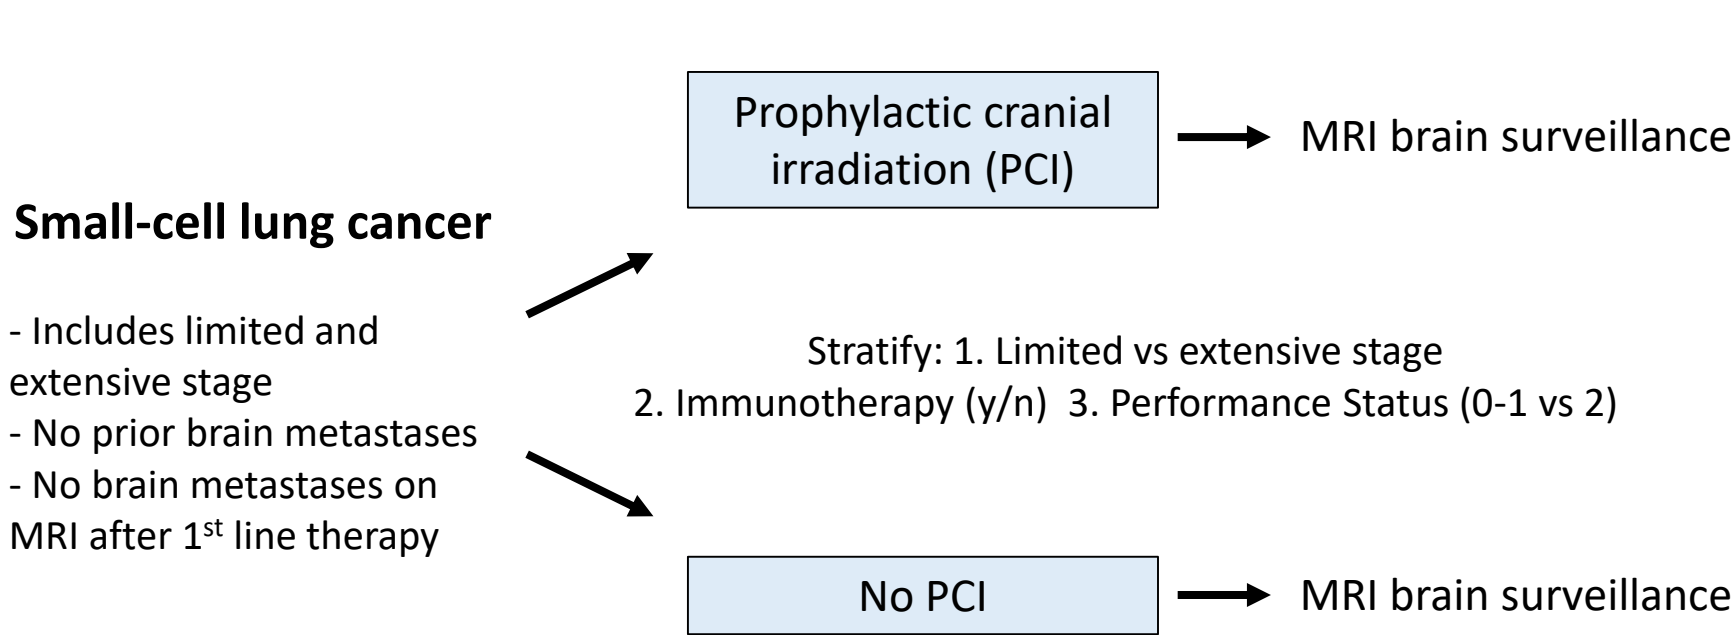 Small-cell lung cancer
- Includes limited and
extensive stage
- No prior brain metastases
- No brain metastases on
MRI after 1st line therapy
Prophylactic cranial
irradiation (PCI)
MRI brain surveillance
Stratify: 1. Limited vs extensive stage
2. Immunotherapy (y/n)  3. Performance Status (0-1 vs 2)
No PCI
MRI brain surveillance